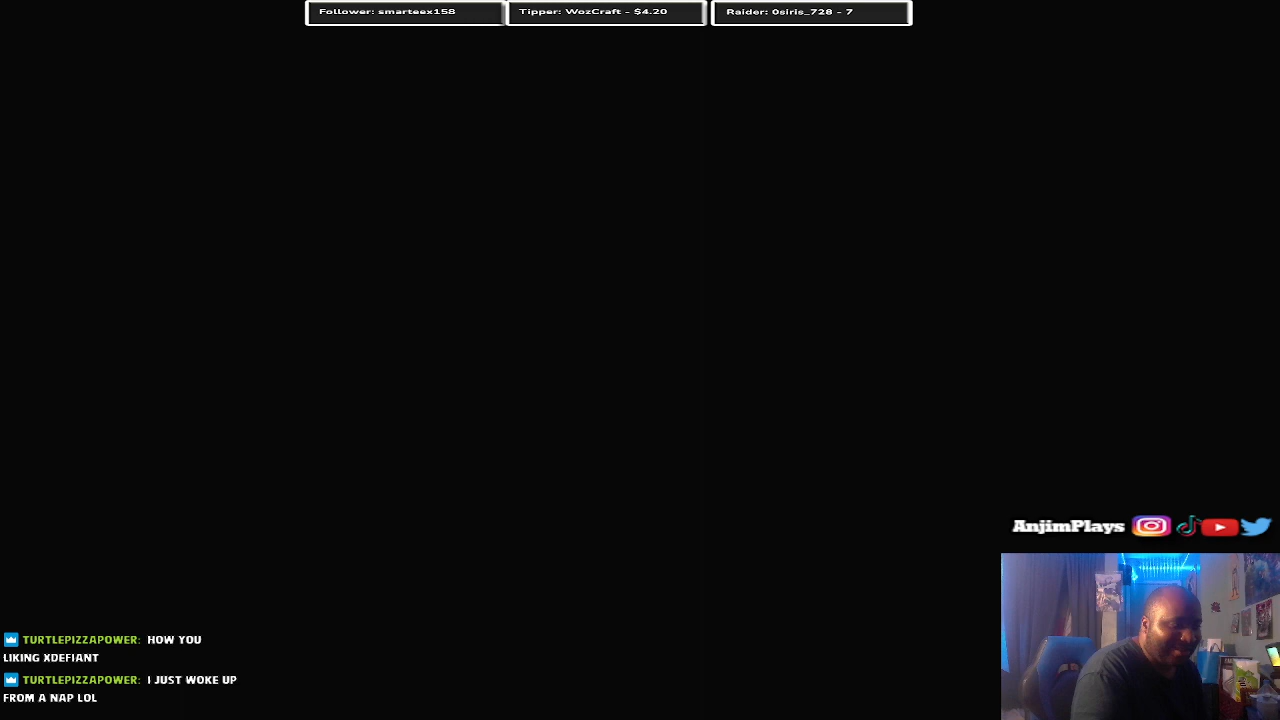 Follower: smarteex158
Tipper: WozCraft - $4.20
Raider: 0siris_728 - 7
AnjimPlays
TURTLEPIZZAPOWER: HOW YOU
LIKING XDEFIANT
TURTLEPIZZAPOWER: I JUST WOKE UP
FROM A NAP LOL